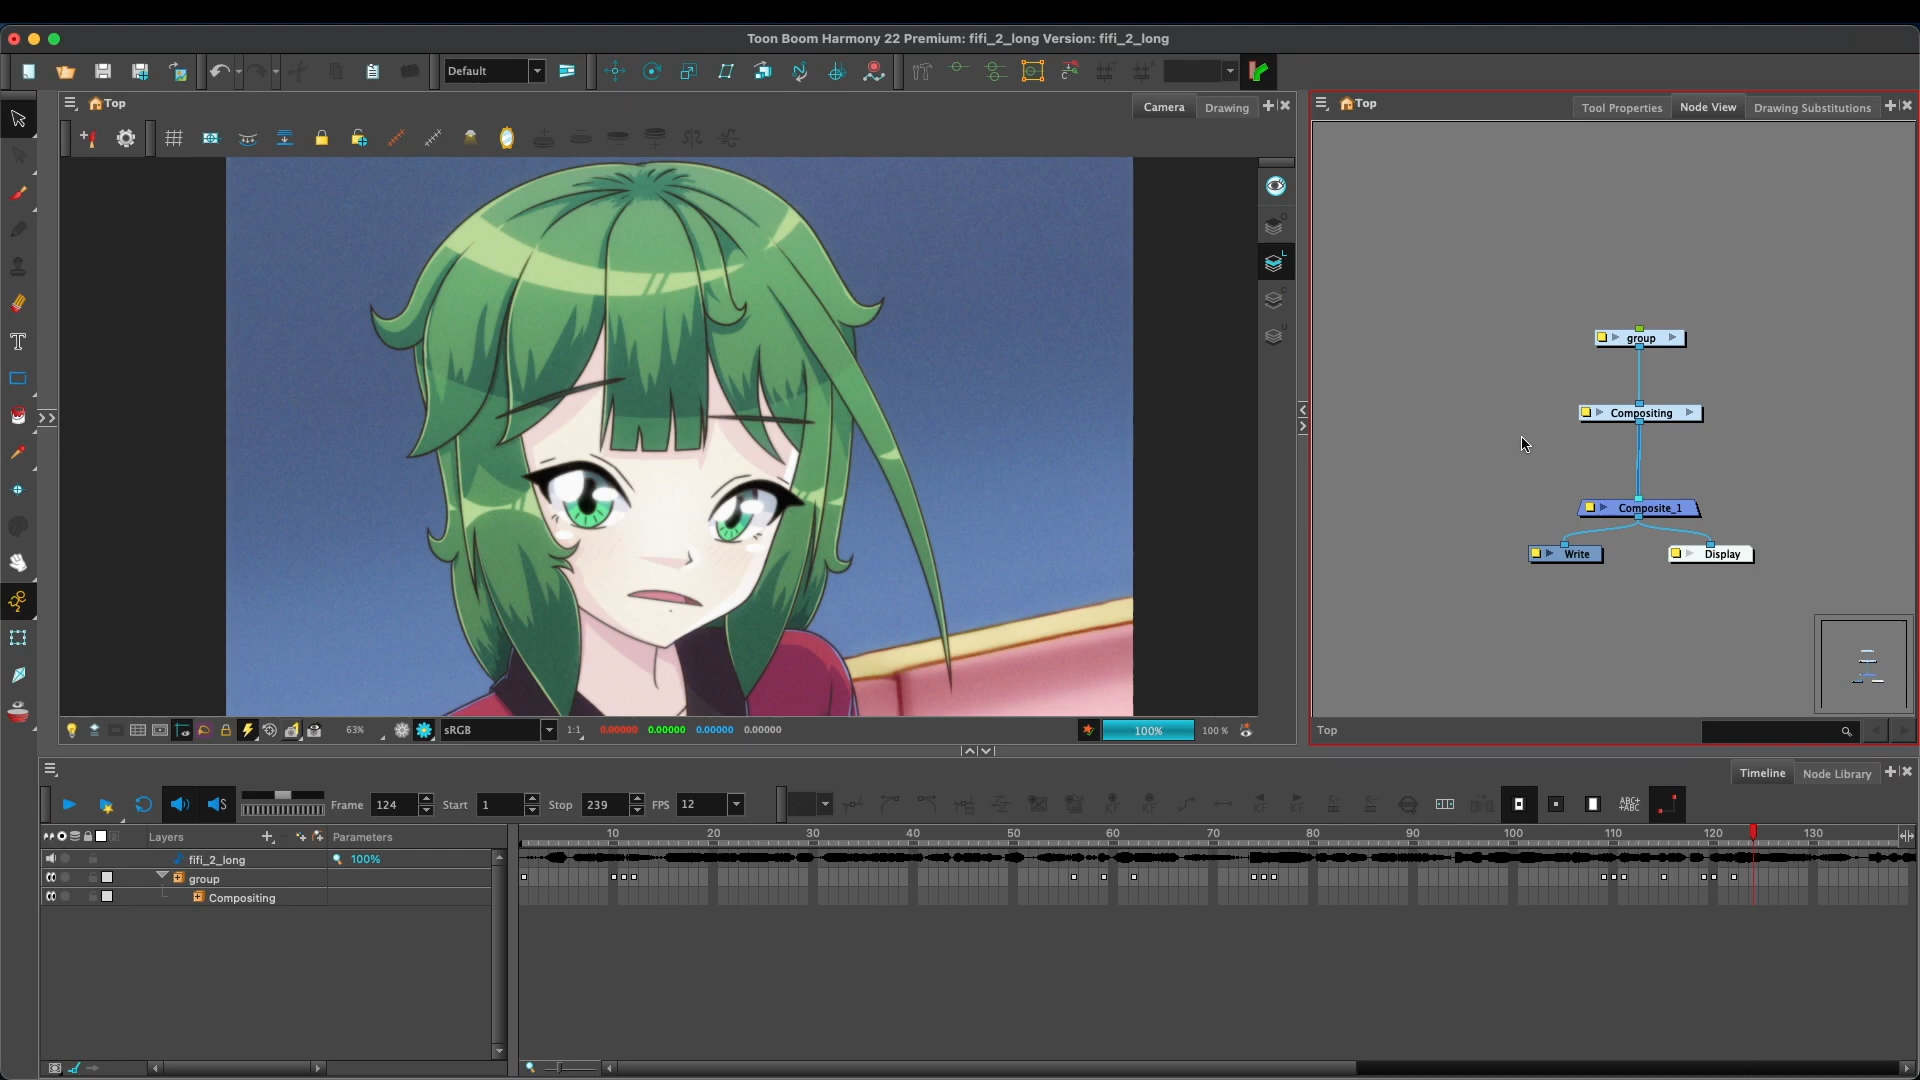 Toon Boom Harmony 22 Premium: fifi_2_long Version: fifi_2_long
Default
Top
Camera
Drawing
Top
Tool Properties
Node View
Drawing Substitutions
group
Compositing
Composite_1
Write
Display
63%
sRGB
1:1
0.00000
0.00000
0.00000
0.00000
100%
100 %
Top
Timeline
Node Library
Frame
124
Start
1
Stop
239
FPS
12
Layers
Parameters
10
20
30
40
50
60
70
80
90
100
110
120
130
fifi_2_long
100%
group
Compositing